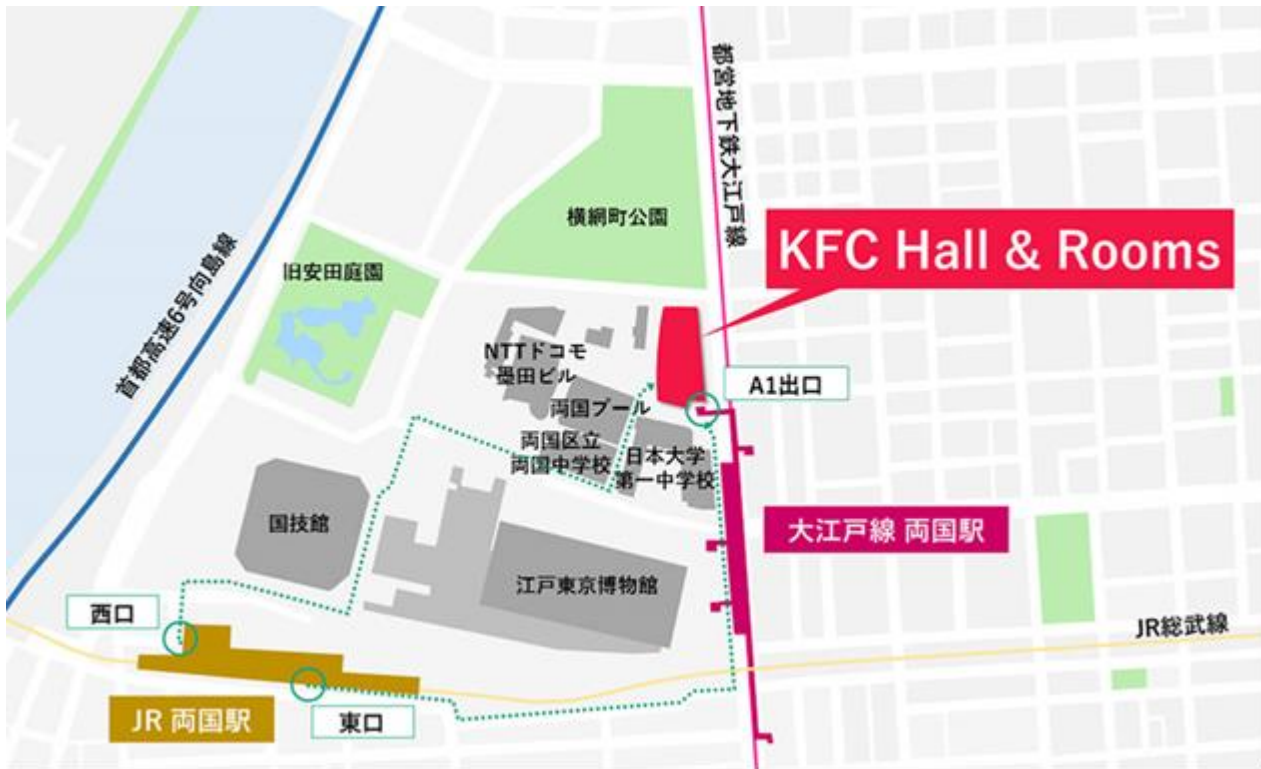 都営地下鉄大江戸線
横網町公園
KFC Hall & Rooms
旧安田庭園
首都高速6号向島線
NTTドコモ
墨田ビル
A1出口
両国プール
両国区立
両国中学校
日本大学
第一中学校
国技館
大江戸線 両国駅
江戸東京博物館
西口
JR総武線
JR 両国駅
東口